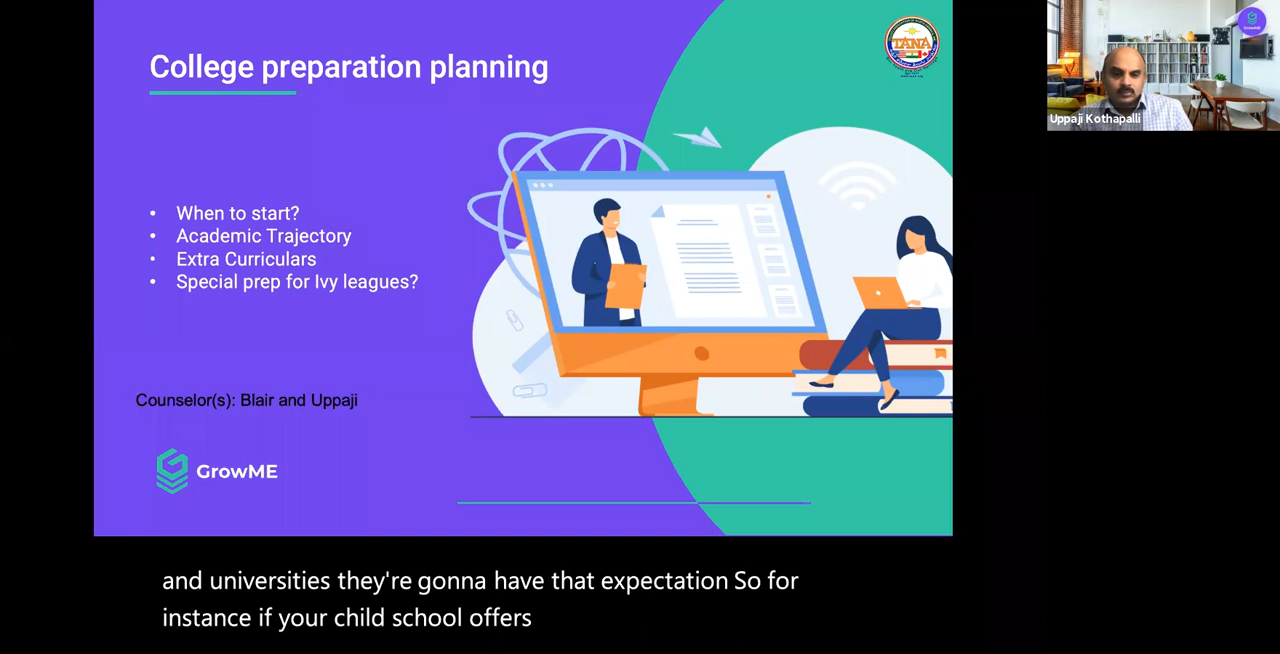 College preparation planning
TANA
GrowME
Uppaji Kothapalli
• When to start?
• Academic Trajectory
• Extra Curriculars
• Special prep for Ivy leagues?
Counselor(s): Blair and Uppaji
GrowME
and universities they're gonna have that expectation So for
instance if your child school offers